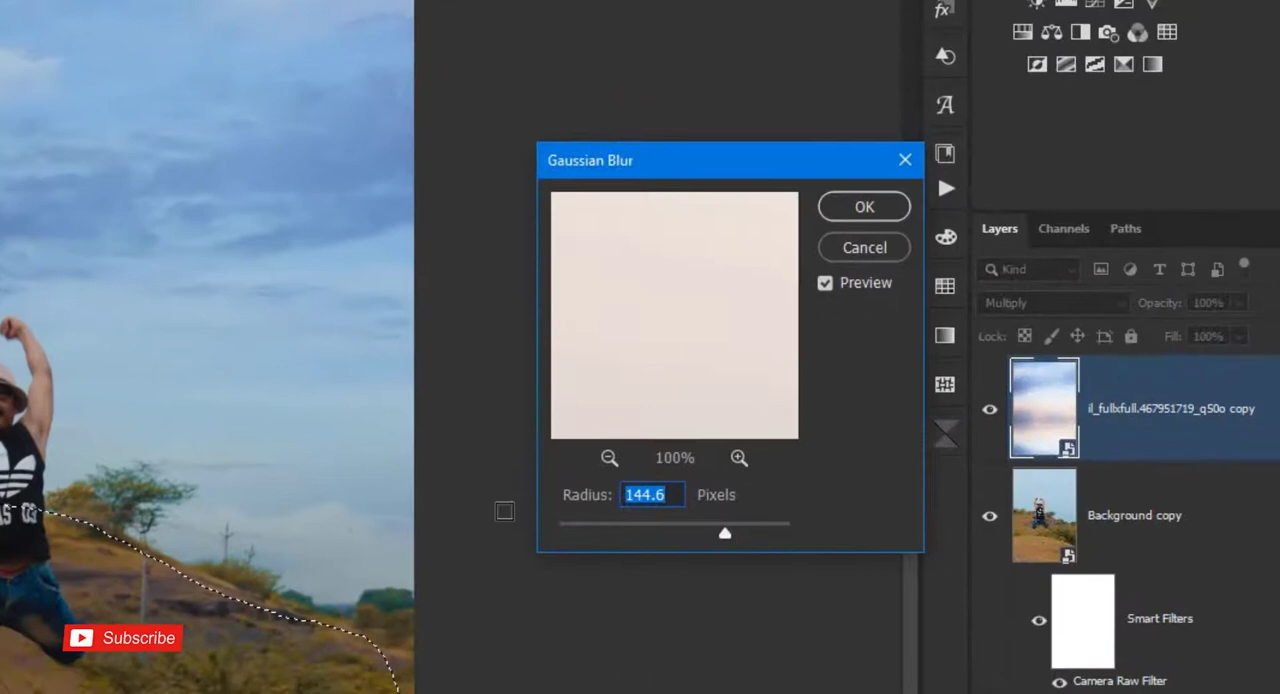 Gaussian Blur
OK
Cancel
Preview
100%
Radius: 144.6 Pixels
Layers Channels Paths
Kind
Multiply Opacity: 100%
Lock: Fill: 100%
il_fullxfull.467951719_q50o copy
Background copy
Smart Filters
Camera Raw Filter
Subscribe